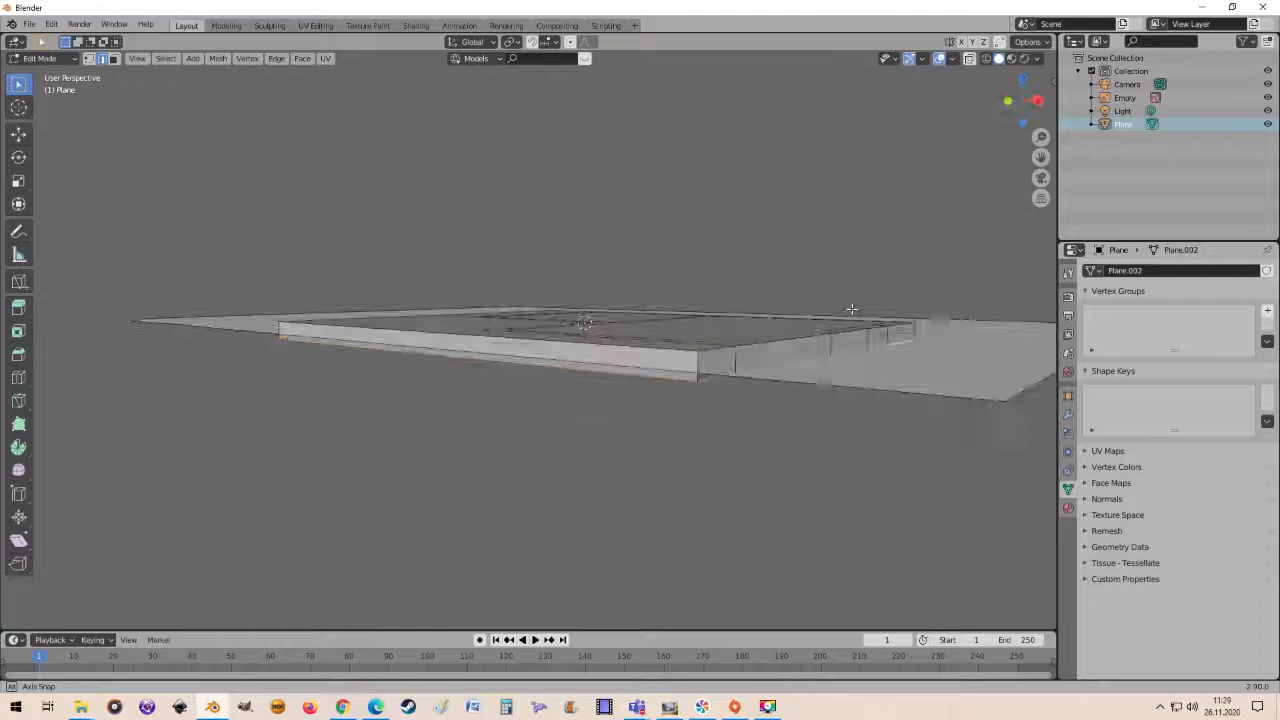 Blender
File Edit Render Window Help Layout Modeling Sculpting UV Editing Texture Paint Shading Animation Rendering Compositing Scripting + Scene View Layer
Global X Y Z Options
Edit Mode View Select Add Mesh Vertex Edge Face UV Models
User Perspective
(1) Plane
Scene Collection
Collection
Camera
Empty
Light
Plane
Plane Plane.002
Plane.002
Vertex Groups
Shape Keys
UV Maps
Vertex Colors
Face Maps
Normals
Texture Space
Remesh
Geometry Data
Tissue - Tessellate
Custom Properties
Playback Keying View Marker 1 Start 1 End 250
1 10 20 30 40 50 60 70 80 90 100 110 120 130 140 150 160 170 180 190 200 210 220 230 240 250
Alt Axis Snap 2.90.0
11:29
26.11.2020